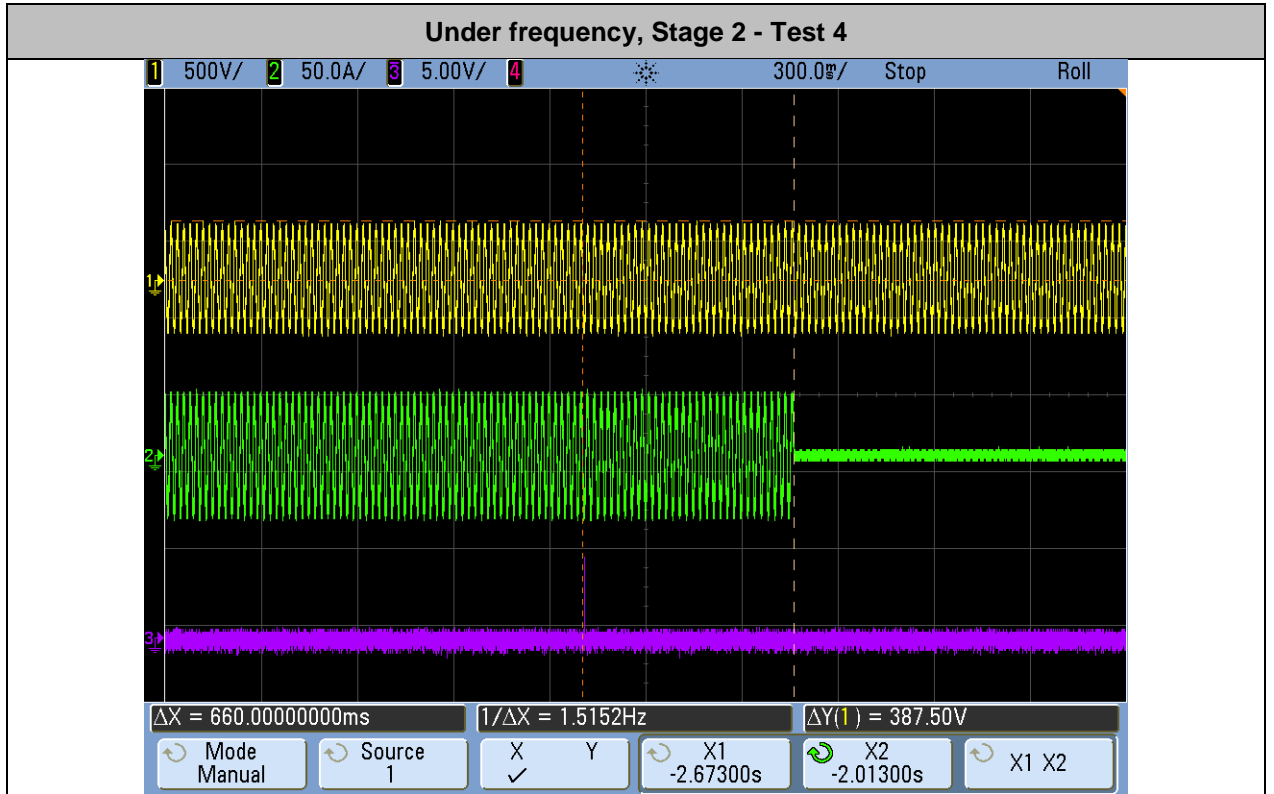 Under frequency, Stage 2 - Test 4
1 500V/ 2 50.0A/ 3 5.00V/ 4 300.0ms/ Stop Roll
1
2
3
ΔX = 660.00000000ms 1/ΔX = 1.5152Hz ΔY(1) = 387.50V
Mode Source X Y X1 X2 X1 X2
Manual 1 ✓ -2.67300s -2.01300s